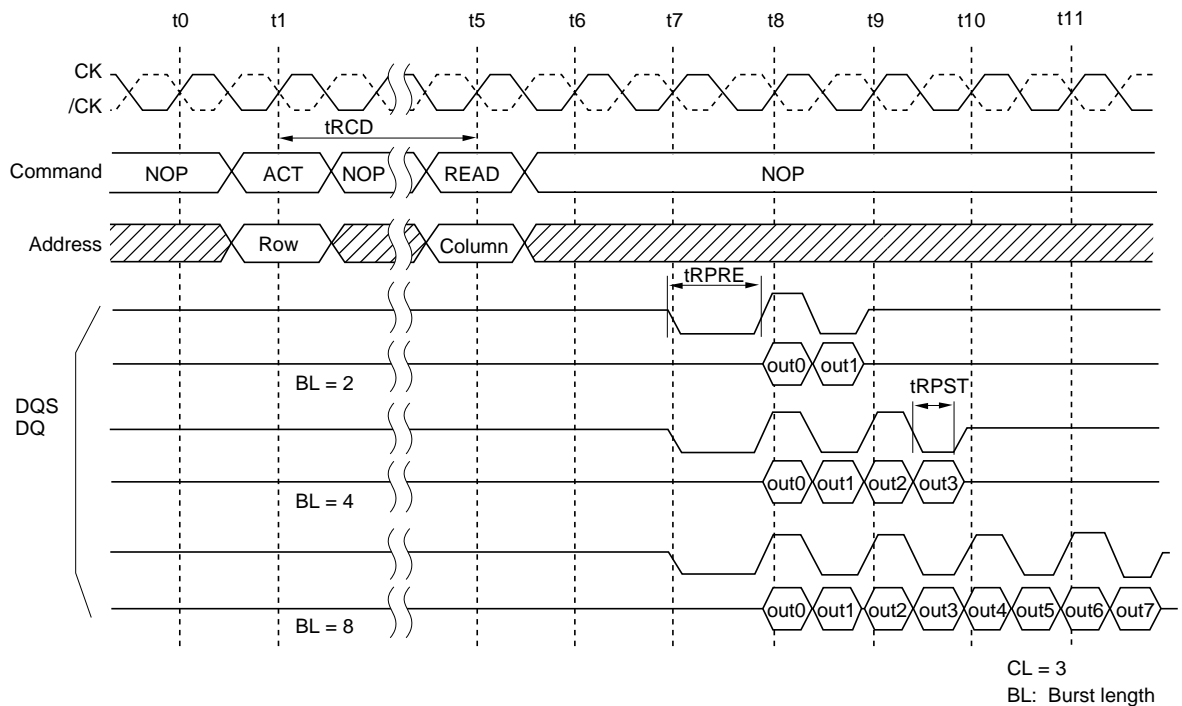 t0 t1 t5 t6 t7 t8 t9 t10 t11
CK
/CK
tRCD
Command NOP ACT NOP READ NOP
Address Row Column
tRPRE
out0 out1
BL = 2
tRPST
DQS
DQ
out0 out1 out2 out3
BL = 4
out0 out1 out2 out3 out4 out5 out6 out7
BL = 8
CL = 3
BL: Burst length